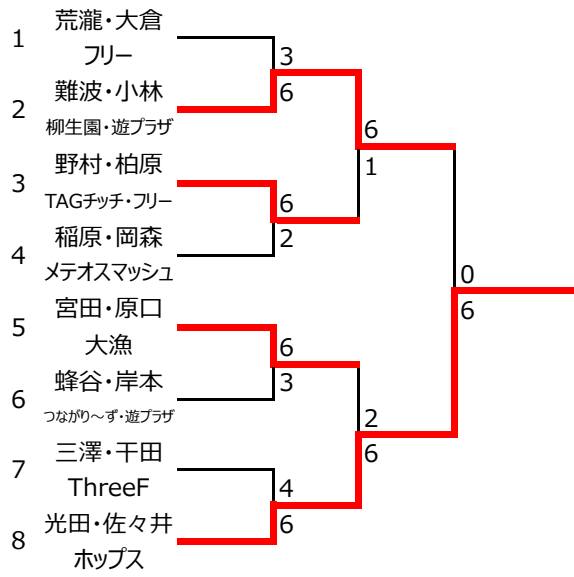 1
荒瀧・大倉
フリー
2
難波・小林
柳生園・遊プラザ
3
野村・柏原
TAGチッチ・フリー
4
稲原・岡森
メテオスマッシュ
5
宮田・原口
大漁
6
蜂谷・岸本
つながり～ず・遊プラザ
7
三澤・干田
ThreeF
8
光田・佐々井
ホップス
3
6
6
2
6
3
4
6
6
1
2
6
0
6